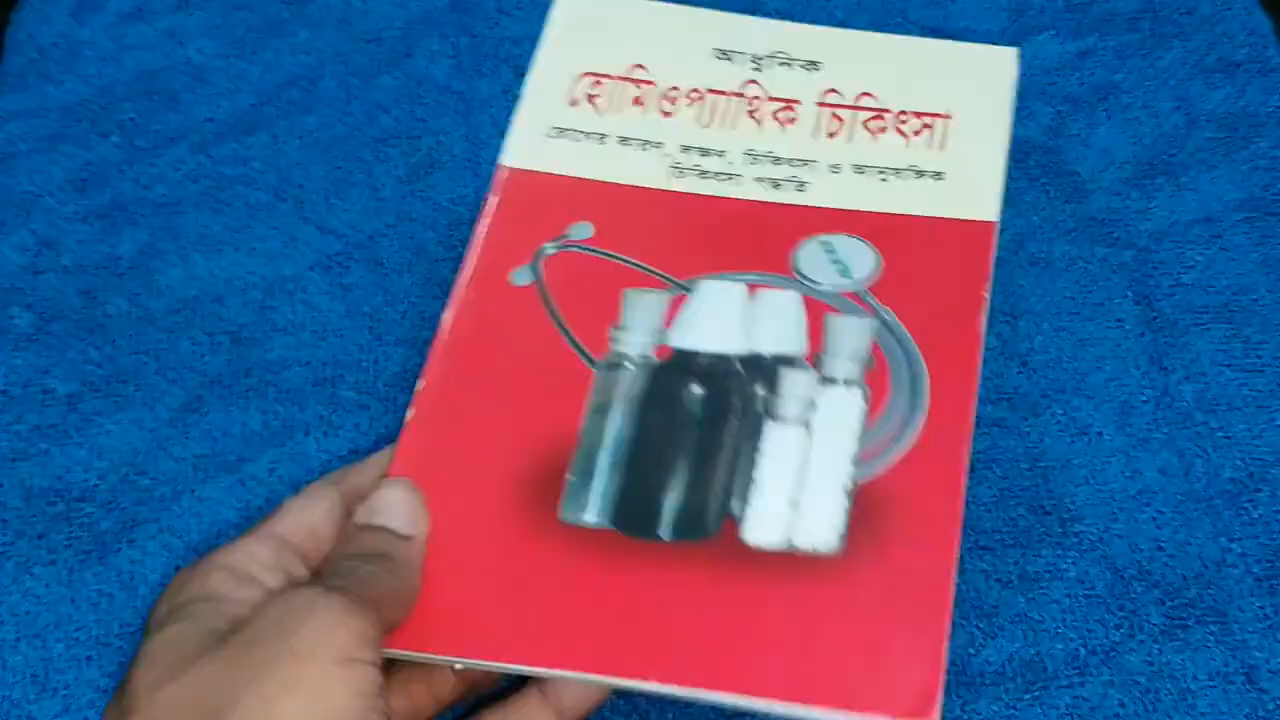 আধুনিক
হোমিওপ্যাথিক চিকিৎসা
রোগের কারণ, লক্ষণ, চিকিৎসা ও আনুষঙ্গিক
চিকিৎসা পদ্ধতি